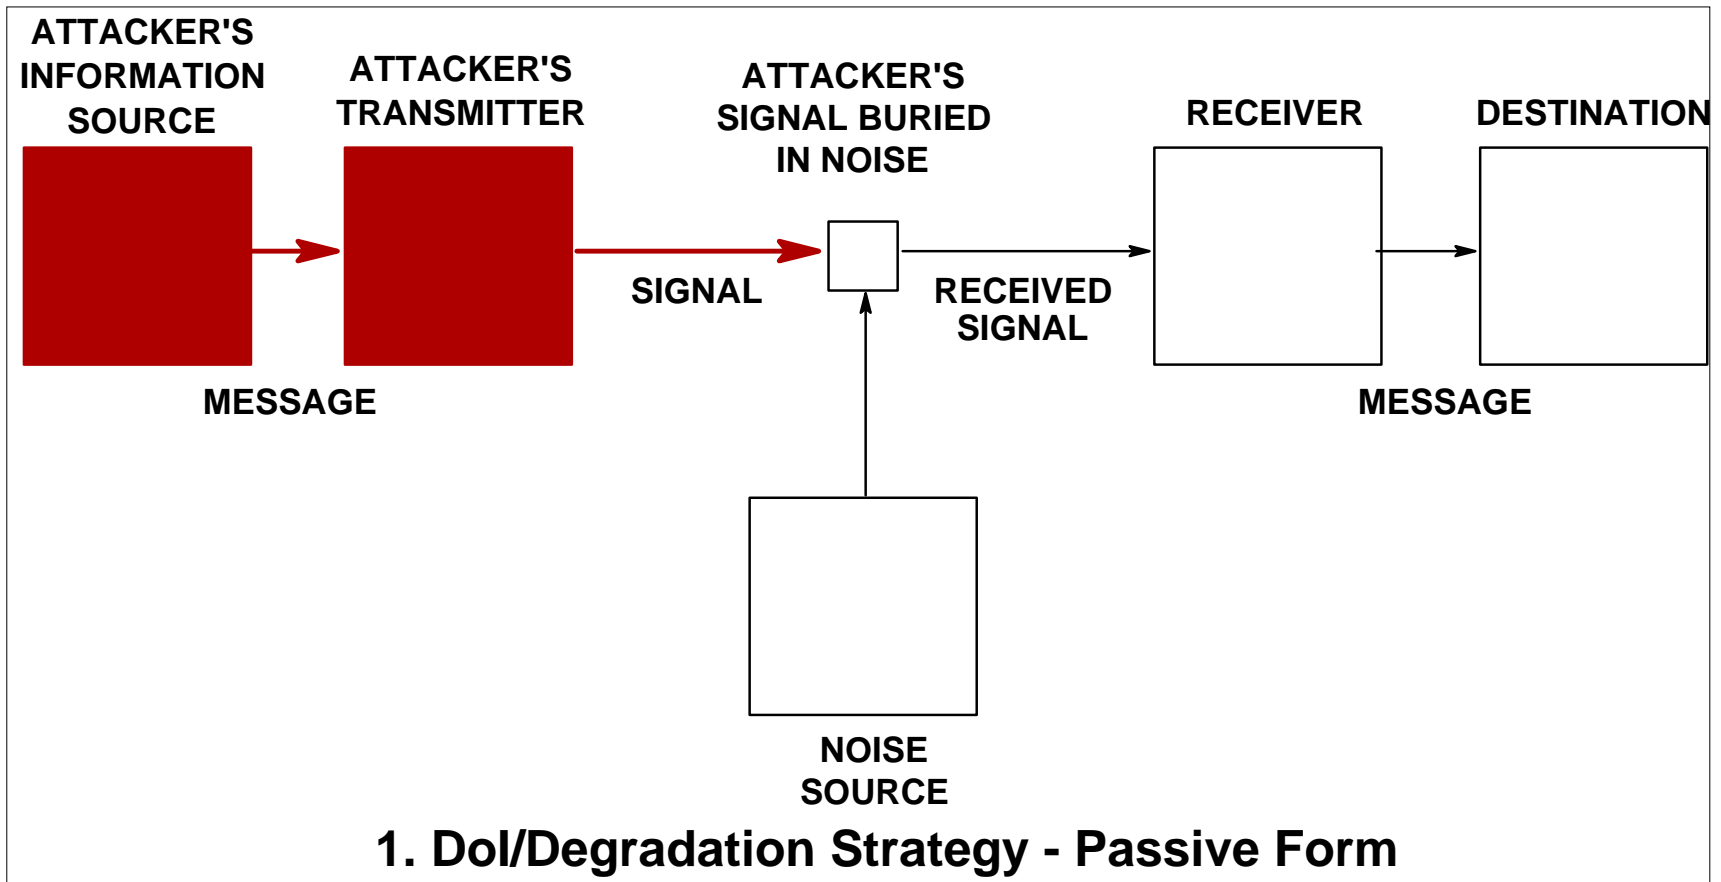 ATTACKER'S
INFORMATION
SOURCE
ATTACKER'S
TRANSMITTER
ATTACKER'S
SIGNAL BURIED
IN NOISE
RECEIVER
DESTINATION
SIGNAL
RECEIVED
SIGNAL
MESSAGE
MESSAGE
NOISE
SOURCE
1. DoI/Degradation Strategy - Passive Form